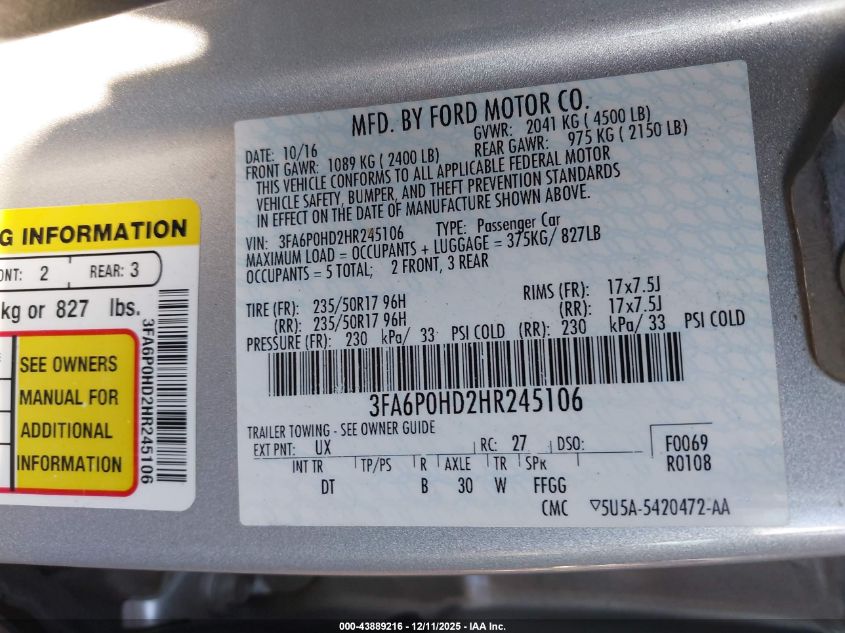 MFD. BY FORD MOTOR CO.
DATE: 10/16 GVWR: 2041 KG ( 4500 LB)
FRONT GAWR: 1089 KG ( 2400 LB) REAR GAWR: 975 KG ( 2150 LB)
THIS VEHICLE CONFORMS TO ALL APPLICABLE FEDERAL MOTOR
VEHICLE SAFETY, BUMPER, AND THEFT PREVENTION STANDARDS
IN EFFECT ON THE DATE OF MANUFACTURE SHOWN ABOVE.
VIN: 3FA6P0HD2HR245106 TYPE: Passenger Car
MAXIMUM LOAD = OCCUPANTS + LUGGAGE = 375KG/ 827LB
OCCUPANTS = 5 TOTAL; 2 FRONT, 3 REAR
TIRE (FR): 235/50R17 96H RIMS (FR): 17x7.5J
(RR): 235/50R17 96H (RR): 17x7.5J
PRESSURE (FR): 230 kPa/ 33 PSI COLD (RR): 230 kPa/ 33 PSI COLD
3FA6P0HD2HR245106
TRAILER TOWING - SEE OWNER GUIDE
EXT PNT: UX RC: 27 DSO: F0069
R0108
INT TR TP/PS R AXLE TR SPR
DT B 30 W FFGG
CMC ▽5U5A-5420472-AA
G INFORMATION
ONT: 2 REAR: 3
kg or 827 lbs.
SEE OWNERS
MANUAL FOR
ADDITIONAL
INFORMATION
3FA6P0HD2HR245106
000-43889216 - 12/11/2025 - IAA Inc.